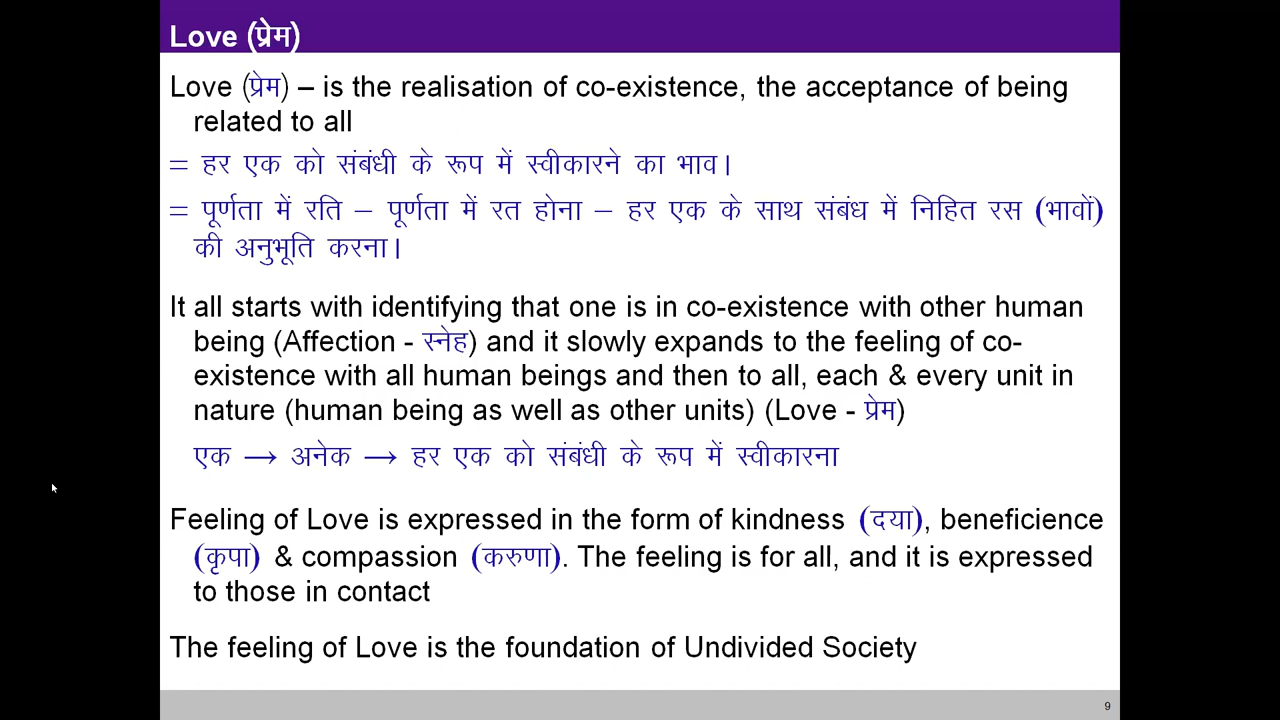 Love (प्रेम)
Love (प्रेम) – is the realisation of co-existence, the acceptance of being
related to all
= हर एक को संबंधी के रूप में स्वीकारने का भाव।
= पूर्णता में रति – पूर्णता में रत होना – हर एक के साथ संबंध में निहित रस (भावों)
की अनुभूति करना।
It all starts with identifying that one is in co-existence with other human
being (Affection - स्नेह) and it slowly expands to the feeling of co-
existence with all human beings and then to all, each & every unit in
nature (human being as well as other units) (Love - प्रेम)
एक → अनेक → हर एक को संबंधी के रूप में स्वीकारना
Feeling of Love is expressed in the form of kindness (दया), beneficience
(कृपा) & compassion (करुणा). The feeling is for all, and it is expressed
to those in contact
The feeling of Love is the foundation of Undivided Society
9